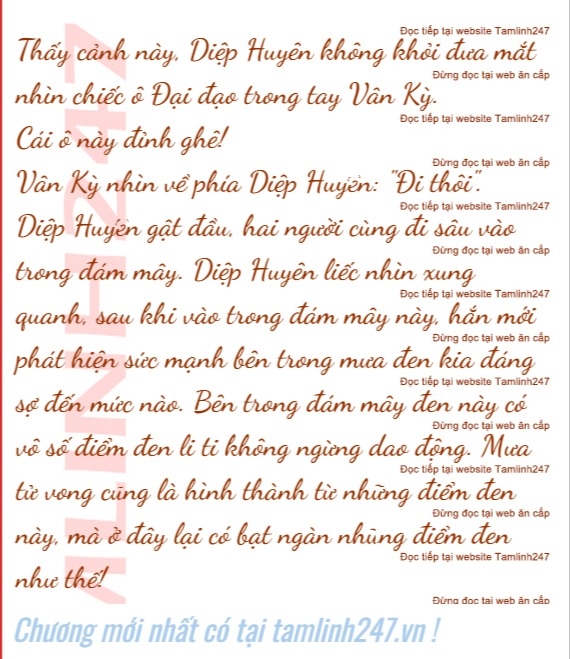 Đọc tiếp tại website Tamlinh247
Thấy cảnh này, Diệp Huyên không khỏi đưa mắt
Đừng đọc tại web ăn cắp
nhìn chiếc ô Đại đạo trong tay Vân Kỳ.
Đọc tiếp tại website Tamlinh247
Cái ô này đỉnh ghê!
Đừng đọc tại web ăn cắp
Vân Kỳ nhìn về phía Diệp Huyền: "Đi thôi".
Đọc tiếp tại website Tamlinh247
Diệp Huyền gật đầu, hai người cùng đi sâu vào
Đừng đọc tại web ăn cắp
trong đám mây. Diệp Huyên liếc nhìn xung
Đọc tiếp tại website Tamlinh247
quanh, sau khi vào trong đám mây này, hắn mới
Đừng đọc tại web ăn cắp
phát hiện sức mạnh bên trong mưa đen kia đáng
Đọc tiếp tại website Tamlinh247
sợ đến mức nào. Bên trong đám mây đen này có
Đừng đọc tại web ăn cắp
vô số điểm đen li ti không ngừng dao động. Mưa
Đọc tiếp tại website Tamlinh247
tử vong cũng là hình thành từ những điểm đen
Đừng đọc tại web ăn cắp
này, mà ở đây lại có bạt ngàn những điểm đen
Đọc tiếp tại website Tamlinh247
như thế!
Đừng đọc tại web ăn cắp
ALINH247
Chương mới nhất có tại tamlinh247.vn !